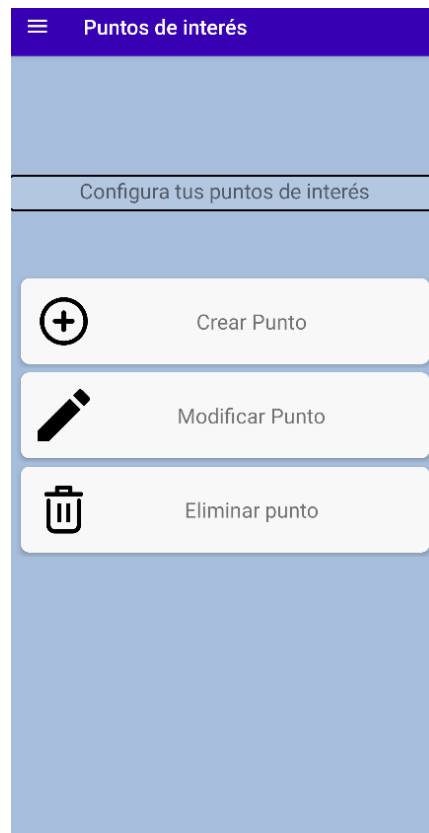 Puntos de interés
Configura tus puntos de interés
Crear Punto
Modificar Punto
Eliminar punto